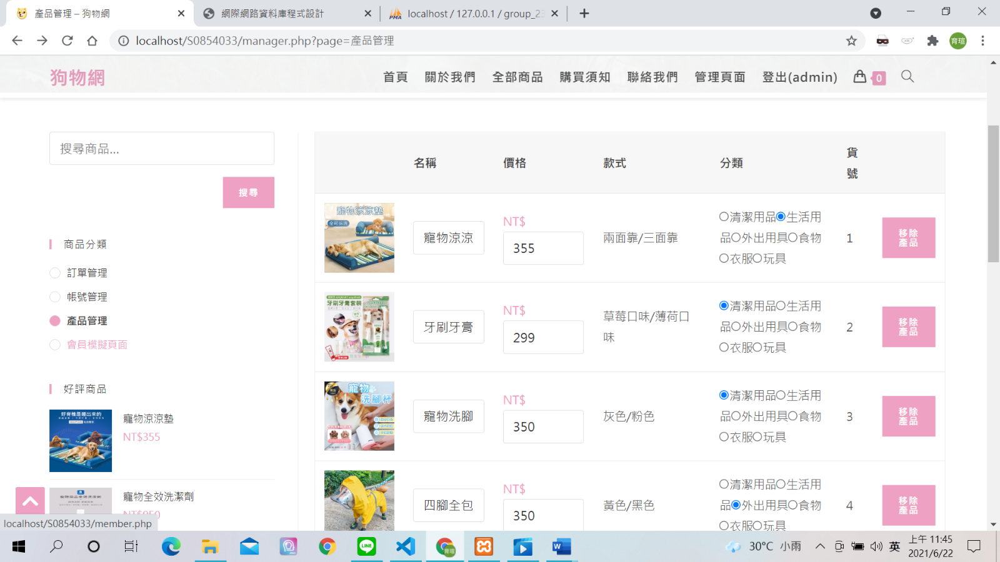 產品管理 – 狗物網
網際網路資料庫程式設計
localhost / 127.0.0.1 / group_23
localhost/S0854033/manager.php?page=產品管理
育瑄
狗物網
首頁 關於我們 全部商品 購買須知 聯絡我們 管理頁面 登出(admin) 0
搜尋商品...
搜尋
商品分類
訂單管理
帳號管理
產品管理
會員模擬頁面
好評商品
寵物涼涼墊
NT$355
寵物全效洗潔劑
NT$950
名稱 價格 款式 分類 貨
號
寵物涼涼墊
全可拆洗
寵物涼涼
NT$
355
兩面靠/三面靠
清潔用品生活用
品外出用具食物
衣服玩具
1
移除
產品
牙刷牙膏套裝
牙刷牙膏
NT$
299
草莓口味/薄荷口
味
清潔用品生活用
品外出用具食物
衣服玩具
2
移除
產品
寵物
洗腳杯
寵物洗腳
NT$
350
灰色/粉色
清潔用品生活用
品外出用具食物
衣服玩具
3
移除
產品
四腳全包
NT$
350
黃色/黑色
清潔用品生活用
品外出用具食物
衣服玩具
4
移除
產品
好脊椎是睡出來的
localhost/S0854033/member.php
30°C 小雨
英
上午 11:45
2021/6/22